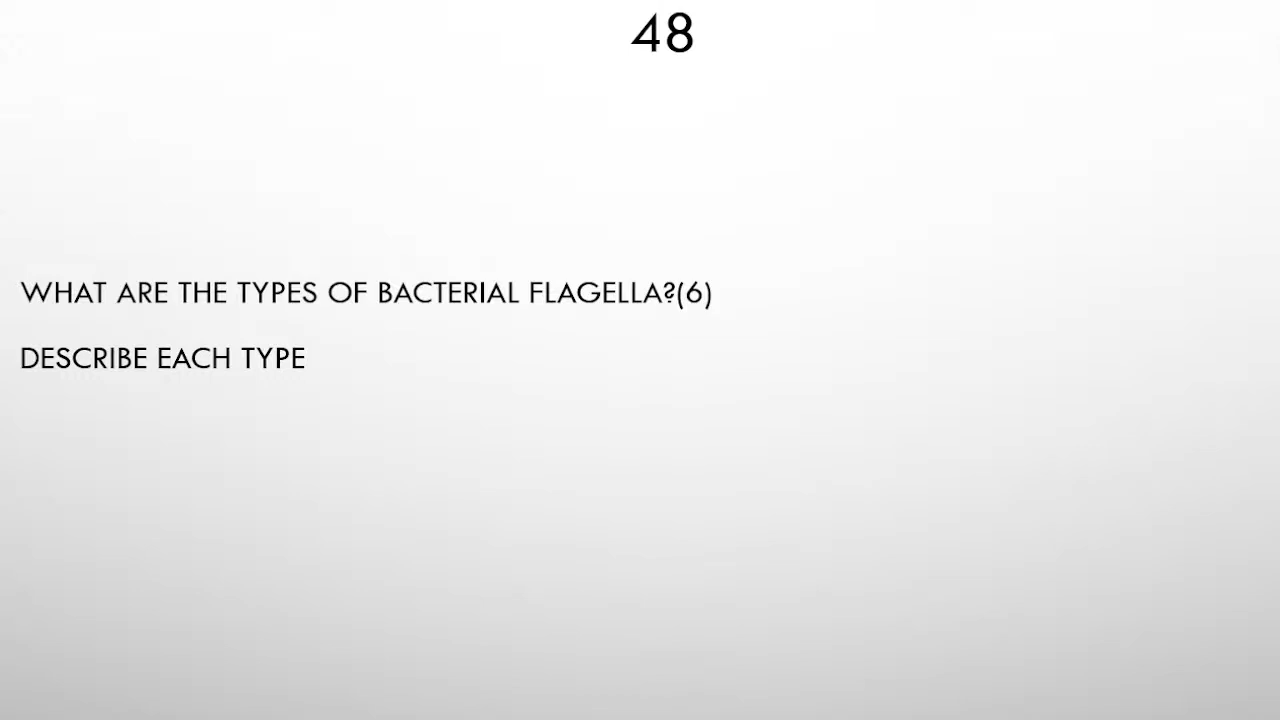 48
WHAT ARE THE TYPES OF BACTERIAL FLAGELLA?(6)
DESCRIBE EACH TYPE